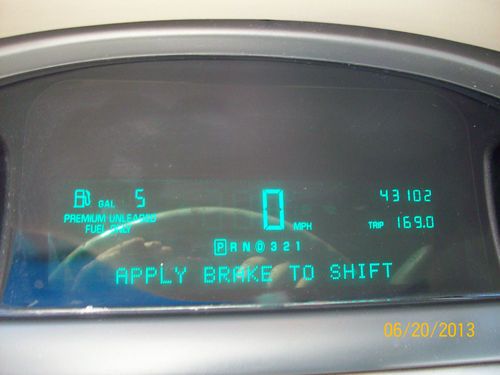 GAL 5
PREMIUM UNLEADED
FUEL ONLY
0 MPH
43102
TRIP 169.0
P R N D 3 2 1
APPLY BRAKE TO SHIFT
06/20/2013